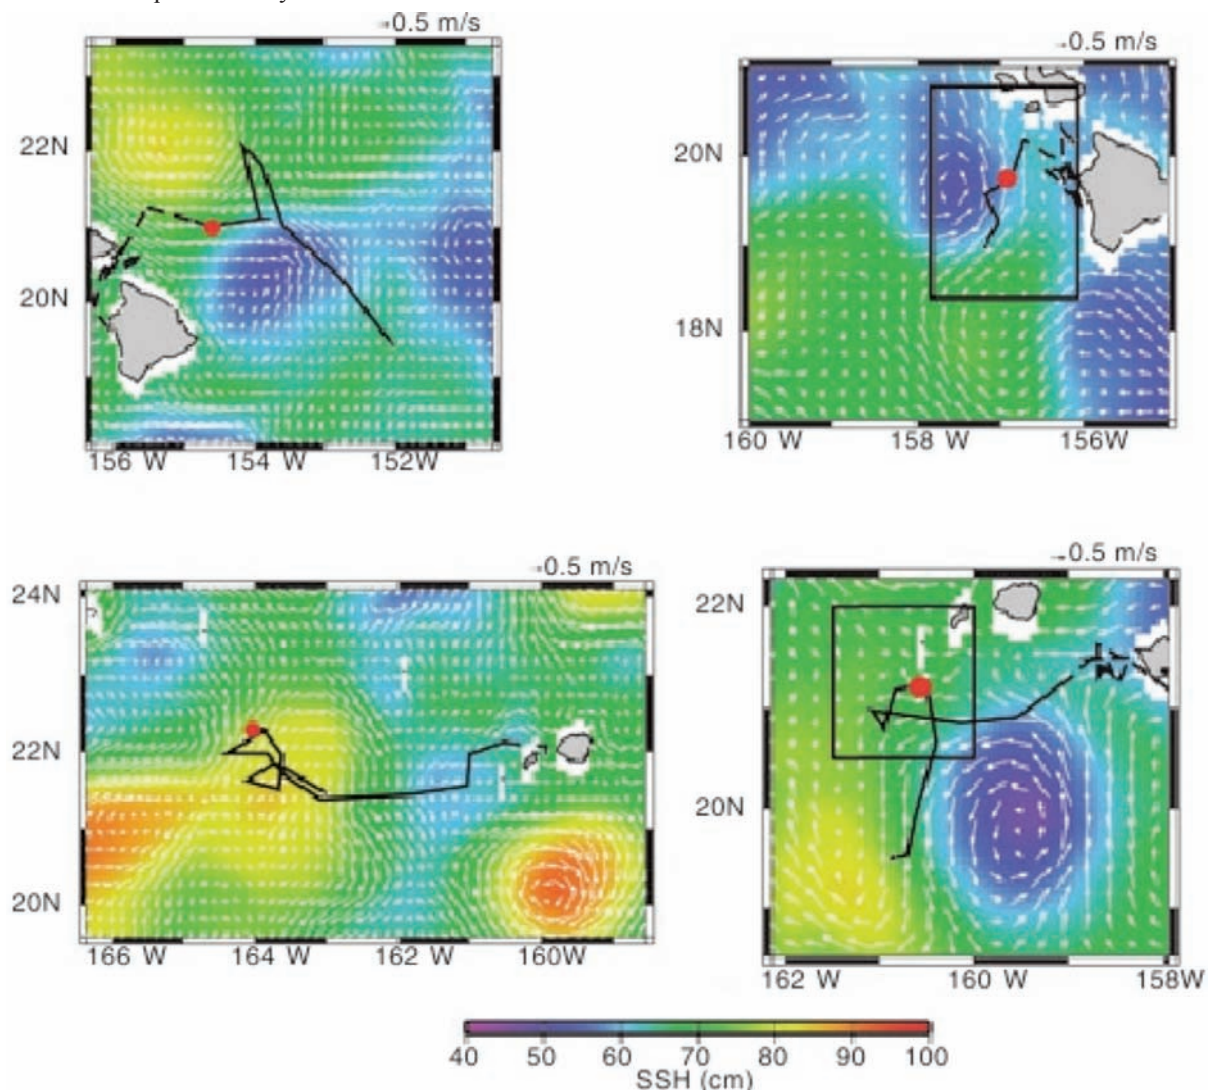 →0.5 m/s
→0.5 m/s
22N
20N
156 W 154 W 152W
20N
18N
160 W 158 W 156W
→0.5 m/s
→0.5 m/s
24N
22N
20N
166 W 164 W 162 W 160W
22N
20N
162 W 160 W 158W
40 50 60 70 80 90 100
SSH (cm)